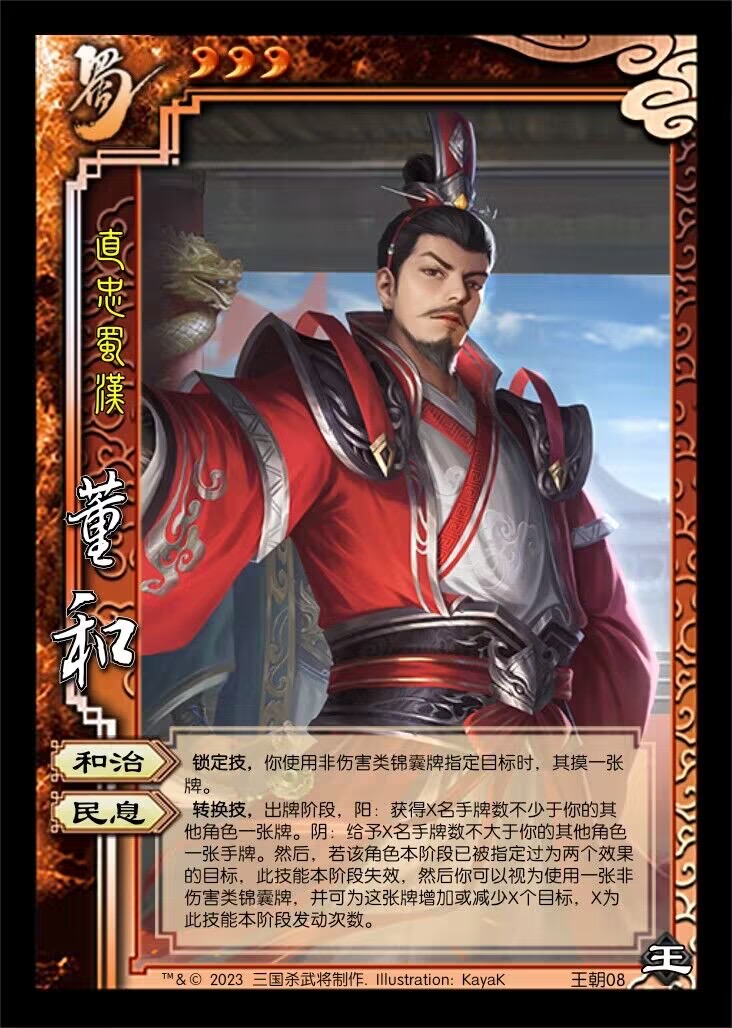 蜀
直忠蜀漢
董和
和治
锁定技，你使用非伤害类锦囊牌指定目标时，其摸一张
牌。
民息
转换技，出牌阶段，阳：获得X名手牌数不少于你的其
他角色一张牌。阴：给予X名手牌数不大于你的其他角色
一张手牌。然后，若该角色本阶段已被指定过为两个效果
的目标，此技能本阶段失效，然后你可以视为使用一张非
伤害类锦囊牌，并可为这张牌增加或减少X个目标，X为
此技能本阶段发动次数。
™&© 2023 三国杀武将制作. Illustration: KayaK
王朝08
王